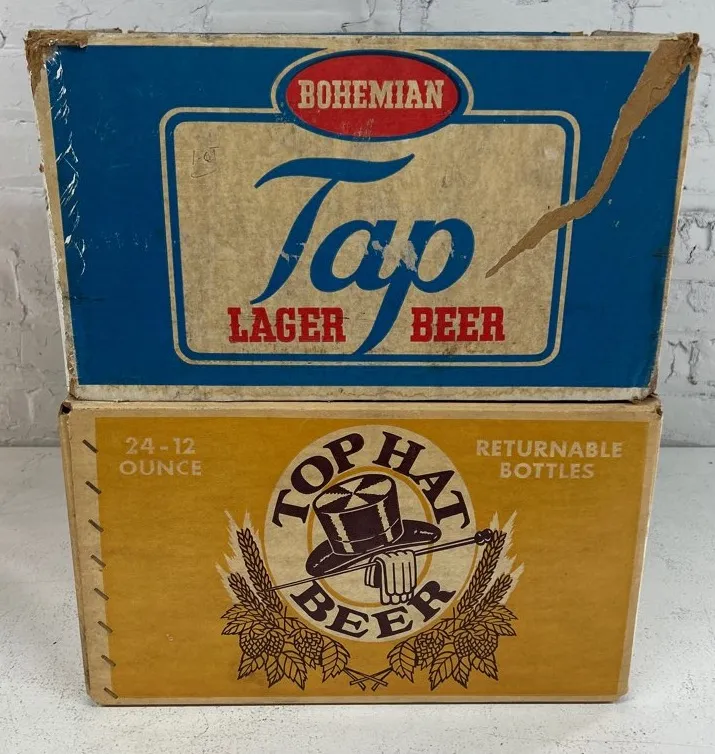 BOHEMIAN
Tap
LAGER BEER
24-12
OUNCE
TOP HAT
BEER
RETURNABLE
BOTTLES